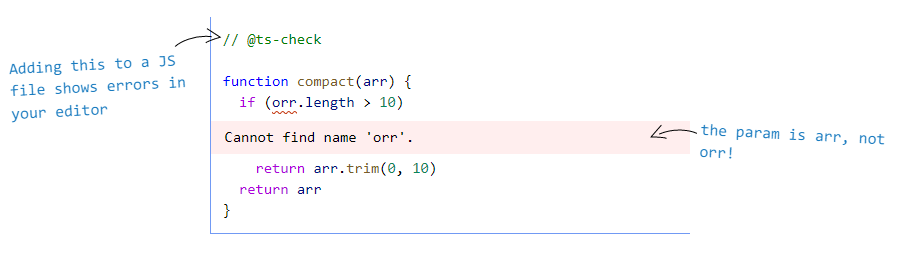 Adding this to a JS
file shows errors in
your editor
// @ts-check
function compact(arr) {
if (orr.length > 10)
Cannot find name 'orr'.
return arr.trim(0, 10)
return arr
}
the param is arr, not
orr!